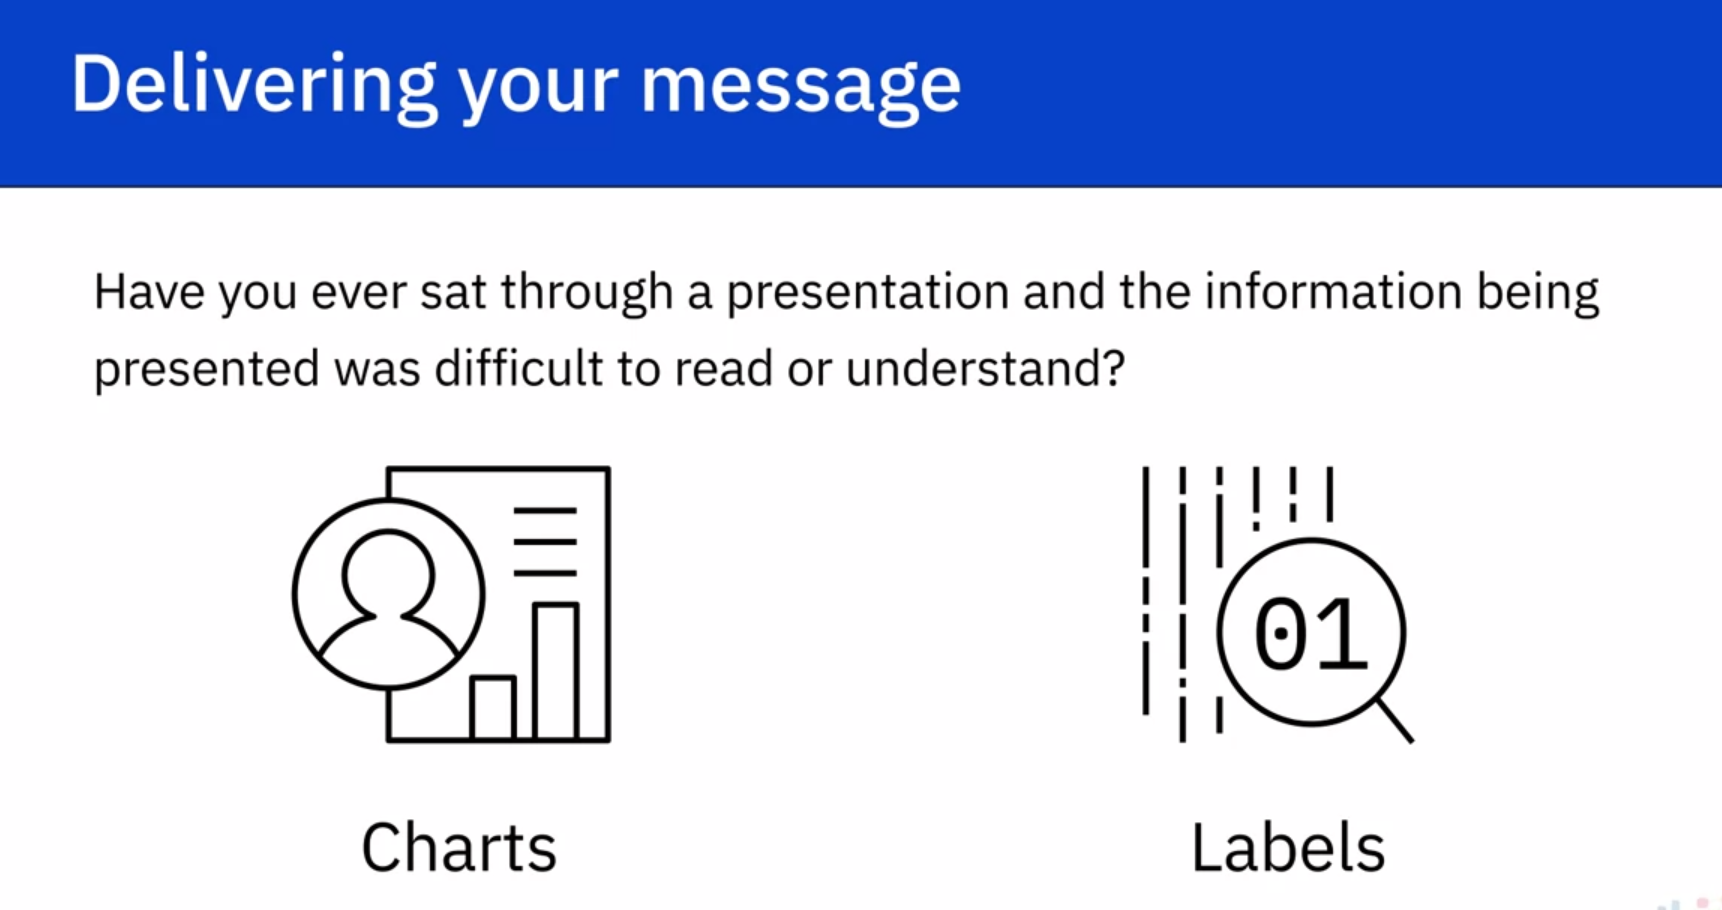 Delivering your message
Have you ever sat through a presentation and the information being
presented was difficult to read or understand?
01
Charts
Labels